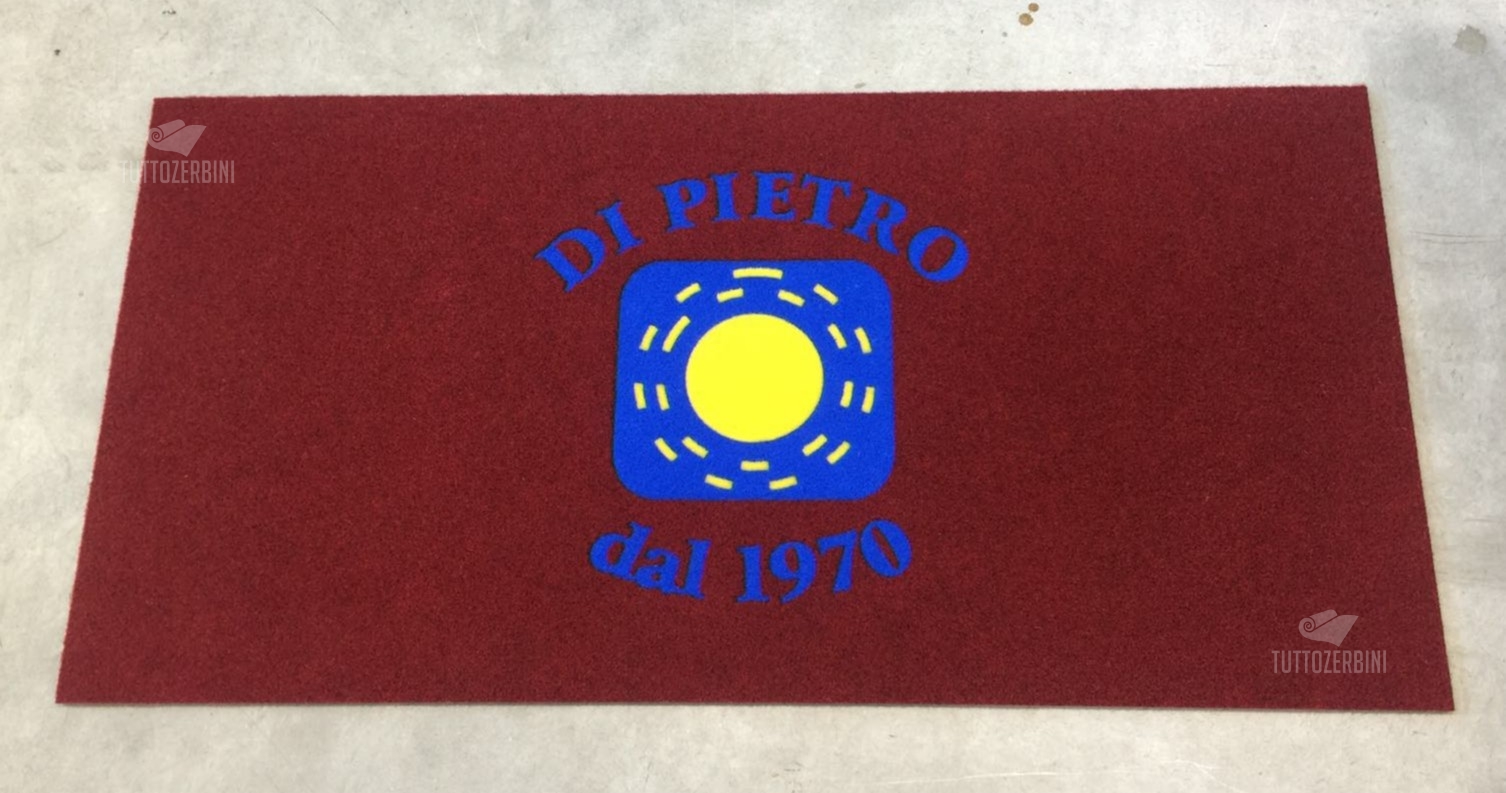 TUTTOZERBINI
DI PIETRO
dal 1970
TUTTOZERBINI